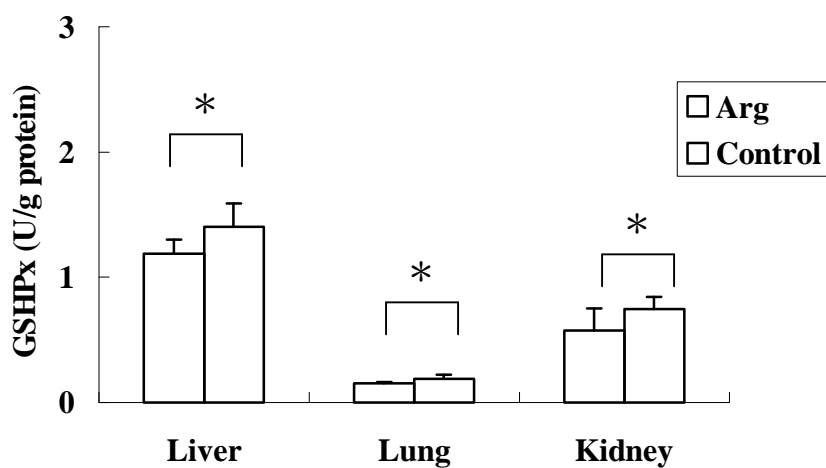 3
2
1
0
GSHPx (U/g protein)
*
*
*
Arg
Control
Liver Lung Kidney